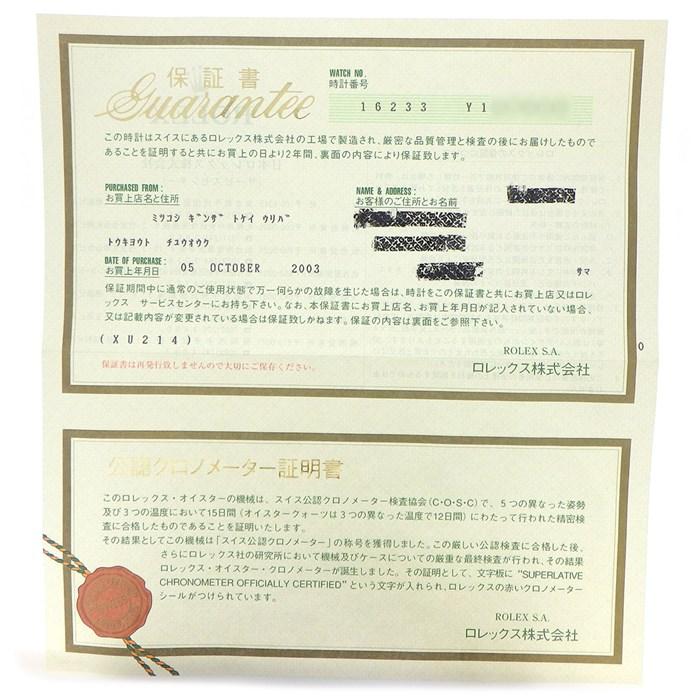 保証書
Guarantee
WATCH NO.
時計番号
16233 Y1
この時計はスイスにあるロレックス株式会社の工場で製造され、厳密な品質管理と検査の後にお届けしたもので
あることを証明すると共にお買上の日より2年間、裏面の内容により保証致します。
PURCHASED FROM :
お買上店名と住所
NAME & ADDRESS :
お客様のご住所とお名前
ミツコシ ギンザ トケイ ウリバ
トウキヨウト チユウオウク
DATE OF PURCHASE :
お買上年月日
05 OCTOBER 2003
サマ
保証期間中に通常のご使用状態で万一何らかの故障を生じた場合は、時計をこの保証書と共にお買上店又はロレ
ックス サービスセンターにお持ち下さい。なお、本保証書にお買上店名、お買上年月日が記入されていない場合、
又は記載内容が変更されている場合は保証致しかねます。保証の内容は裏面をご参照下さい。
(XU214)
0
ROLEX S.A.
ロレックス株式会社
保証書は再発行致しませんので大切にご保存ください。
公認クロノメーター証明書
このロレックス・オイスターの機械は、スイス公認クロノメーター検査協会(C・O・S・C)で、5つの異なった姿勢
及び3つの温度において15日間(オイスタークォーツは3つの異なった温度で12日間)にわたって行われた精密検
査に合格したものであることを証明いたします。
その結果としてこの機械は「スイス公認クロノメーター」の称号を獲得しました。この厳しい公認検査に合格した後、
さらにロレックス社の研究所において機械及びケースについての厳重な最終検査が行われ、その結果
ロレックス・オイスター・クロノメーターが誕生しました。その証明として、文字板に "SUPERLATIVE
CHRONOMETER OFFICIALLY CERTIFIED" という文字が入れられ、ロレックスの赤いクロノメーター
シールがつけられています。
ROLEX S.A.
ロレックス株式会社